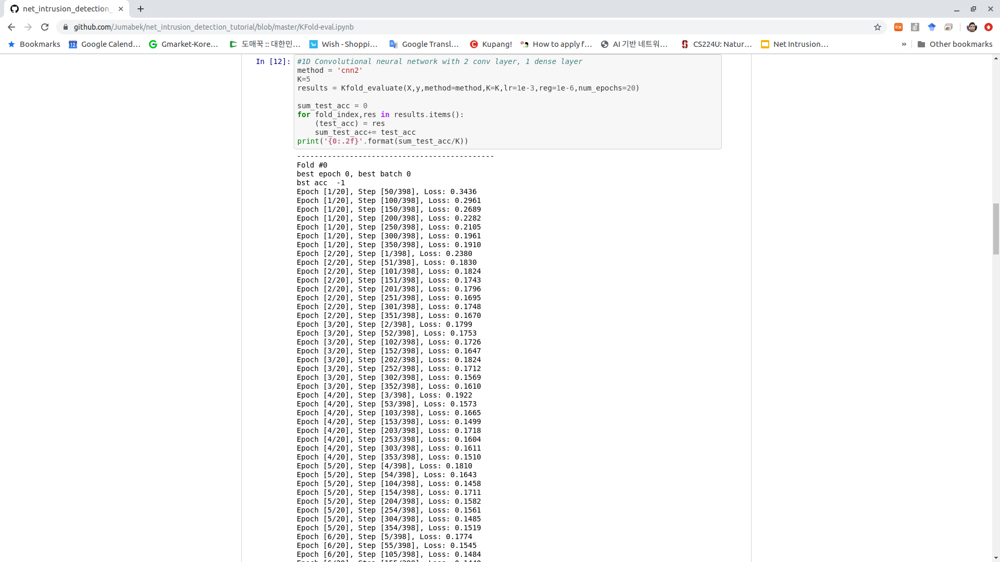 net_intrusion_detection_
github.com/Jumabek/net_intrusion_detection_tutorial/blob/master/KFold-eval.ipynb
Bookmarks
Google Calend...
Gmarket-Kore...
도매꾹 :: 대한민...
Wish - Shoppi...
Google Transl...
Kupang!
How to apply f...
AI 기반 네트워...
CS224U: Natur...
Net Intrusion...
»
Other bookmarks
In [12]:
#1D Convolutional neural network with 2 conv layer, 1 dense layer
method = 'cnn2'
K=5
results = Kfold_evaluate(X,y,method=method,K=K,lr=1e-3,reg=1e-6,num_epochs=20)
sum_test_acc = 0
for fold_index,res in results.items():
    (test_acc) = res
    sum_test_acc+= test_acc
print('{0:.2f}'.format(sum_test_acc/K))
---------------------------------------------
Fold #0
best epoch 0, best batch 0
bst acc  -1
Epoch [1/20], Step [50/398], Loss: 0.3436
Epoch [1/20], Step [100/398], Loss: 0.2961
Epoch [1/20], Step [150/398], Loss: 0.2689
Epoch [1/20], Step [200/398], Loss: 0.2282
Epoch [1/20], Step [250/398], Loss: 0.2105
Epoch [1/20], Step [300/398], Loss: 0.1961
Epoch [1/20], Step [350/398], Loss: 0.1910
Epoch [2/20], Step [1/398], Loss: 0.2380
Epoch [2/20], Step [51/398], Loss: 0.1830
Epoch [2/20], Step [101/398], Loss: 0.1824
Epoch [2/20], Step [151/398], Loss: 0.1743
Epoch [2/20], Step [201/398], Loss: 0.1796
Epoch [2/20], Step [251/398], Loss: 0.1695
Epoch [2/20], Step [301/398], Loss: 0.1748
Epoch [2/20], Step [351/398], Loss: 0.1670
Epoch [3/20], Step [2/398], Loss: 0.1799
Epoch [3/20], Step [52/398], Loss: 0.1753
Epoch [3/20], Step [102/398], Loss: 0.1726
Epoch [3/20], Step [152/398], Loss: 0.1647
Epoch [3/20], Step [202/398], Loss: 0.1824
Epoch [3/20], Step [252/398], Loss: 0.1712
Epoch [3/20], Step [302/398], Loss: 0.1569
Epoch [3/20], Step [352/398], Loss: 0.1610
Epoch [4/20], Step [3/398], Loss: 0.1922
Epoch [4/20], Step [53/398], Loss: 0.1573
Epoch [4/20], Step [103/398], Loss: 0.1665
Epoch [4/20], Step [153/398], Loss: 0.1499
Epoch [4/20], Step [203/398], Loss: 0.1718
Epoch [4/20], Step [253/398], Loss: 0.1604
Epoch [4/20], Step [303/398], Loss: 0.1611
Epoch [4/20], Step [353/398], Loss: 0.1510
Epoch [5/20], Step [4/398], Loss: 0.1810
Epoch [5/20], Step [54/398], Loss: 0.1643
Epoch [5/20], Step [104/398], Loss: 0.1458
Epoch [5/20], Step [154/398], Loss: 0.1711
Epoch [5/20], Step [204/398], Loss: 0.1582
Epoch [5/20], Step [254/398], Loss: 0.1561
Epoch [5/20], Step [304/398], Loss: 0.1485
Epoch [5/20], Step [354/398], Loss: 0.1519
Epoch [6/20], Step [5/398], Loss: 0.1774
Epoch [6/20], Step [55/398], Loss: 0.1545
Epoch [6/20], Step [105/398], Loss: 0.1484